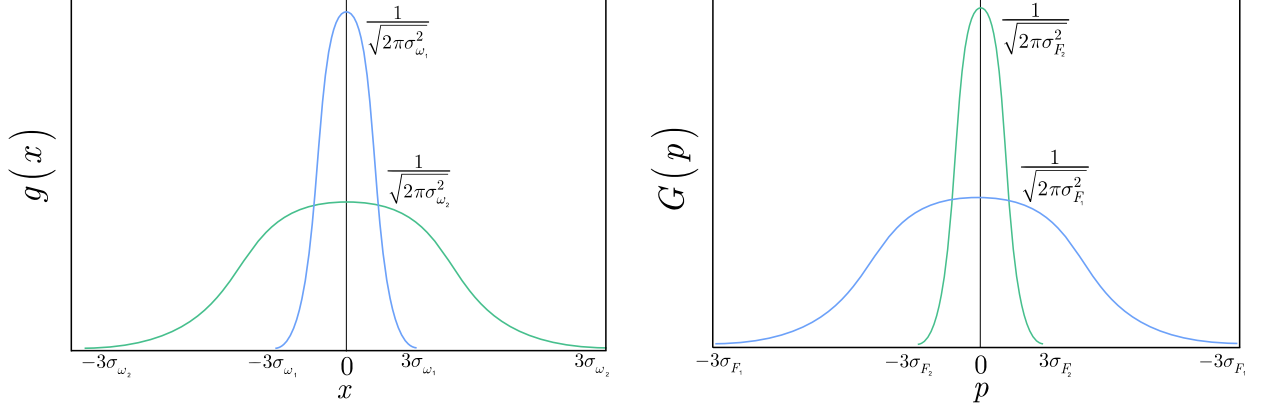 g(x)
1/√(2πσ²_ω₁)
1/√(2πσ²_ω₂)
−3σ_ω₂ −3σ_ω₁ 0 3σ_ω₁ 3σ_ω₂
x
G(p)
1/√(2πσ²_F₂)
1/√(2πσ²_F₁)
−3σ_F₁ −3σ_F₂ 0 3σ_F₂ −3σ_F₁
p